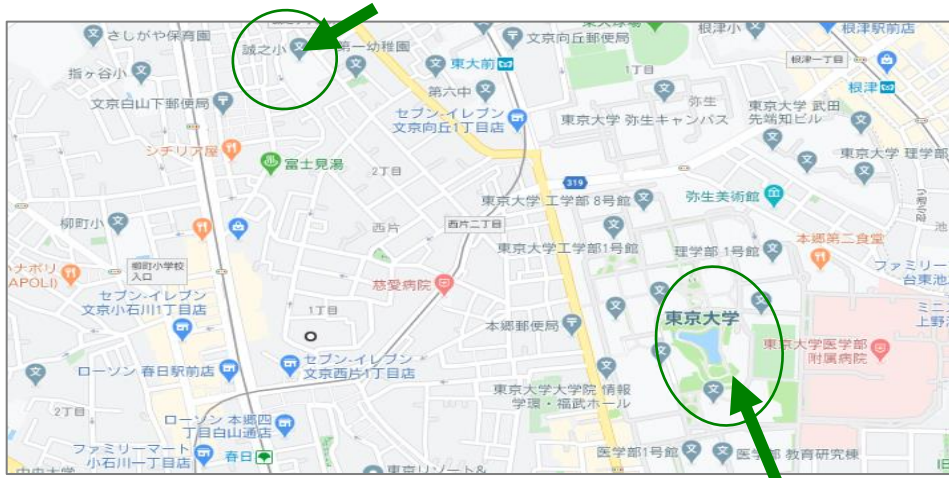 さしがや保育園
誠之小
第一幼稚園
文京向丘郵便局
根津小
根津駅前店
指ヶ谷小
東大前
1丁目
根津一丁目
根津
文京白山下郵便局
第六中
弥生
セブン-イレブン
文京向丘1丁目店
東京大学 弥生キャンパス
東京大学 武田
先端知ビル
シチリア屋
富士見湯
2丁目
東京大学 理学部
319
東京大学 工学部 8号館
弥生美術館
柳町小
西片
西片二丁目
東京大学工学部1号館
理学部 1号館
本郷第二食堂
池
ナポリ
APOLI)
柳町小学校
入口
慈愛病院
ファミリー
台東池
セブン-イレブン
文京小石川1丁目店
1丁目
本郷郵便局
東京大学
ミニ
上野
東京大学医学部
附属病院
ローソン 春日駅前店
セブン-イレブン
文京西片1丁目店
東京大学大学院 情報
学環・福武ホール
2丁目
ローソン 本郷四
丁目白山通店
ファミリーマート
小石川一丁目店
春日
医学部1号館
医学部 教育研究棟
東京リゾート&